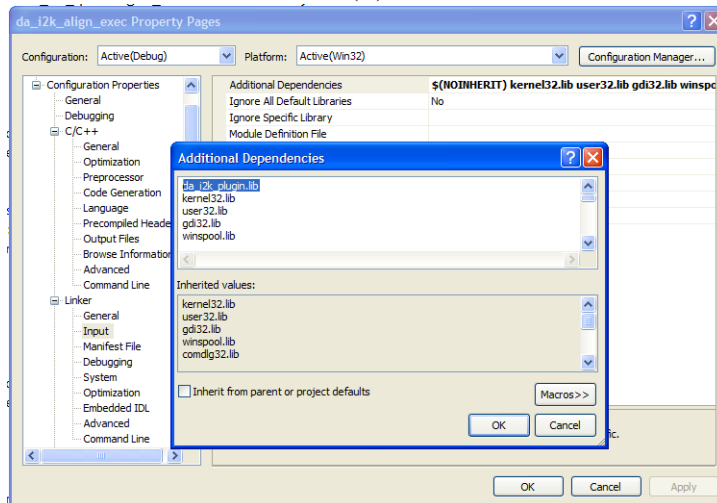 da_i2k_align_exec Property Pages
Configuration: Active(Debug) Platform: Active(Win32) Configuration Manager...
Configuration Properties
General
Debugging
C/C++
General
Optimization
Preprocessor
Code Generation
Language
Precompiled Heade
Output Files
Browse Information
Advanced
Command Line
Linker
General
Input
Manifest File
Debugging
System
Optimization
Embedded IDL
Advanced
Command Line
Additional Dependencies $(NOINHERIT) kernel32.lib user32.lib gdi32.lib winspo
Ignore All Default Libraries No
Ignore Specific Library
Module Definition File
Additional Dependencies
da_i2k_plugin.lib
kernel32.lib
user32.lib
gdi32.lib
winspool.lib
Inherited values:
kernel32.lib
user32.lib
gdi32.lib
winspool.lib
comdlg32.lib
Inherit from parent or project defaults
Macros>>
OK Cancel
ic.
OK Cancel Apply